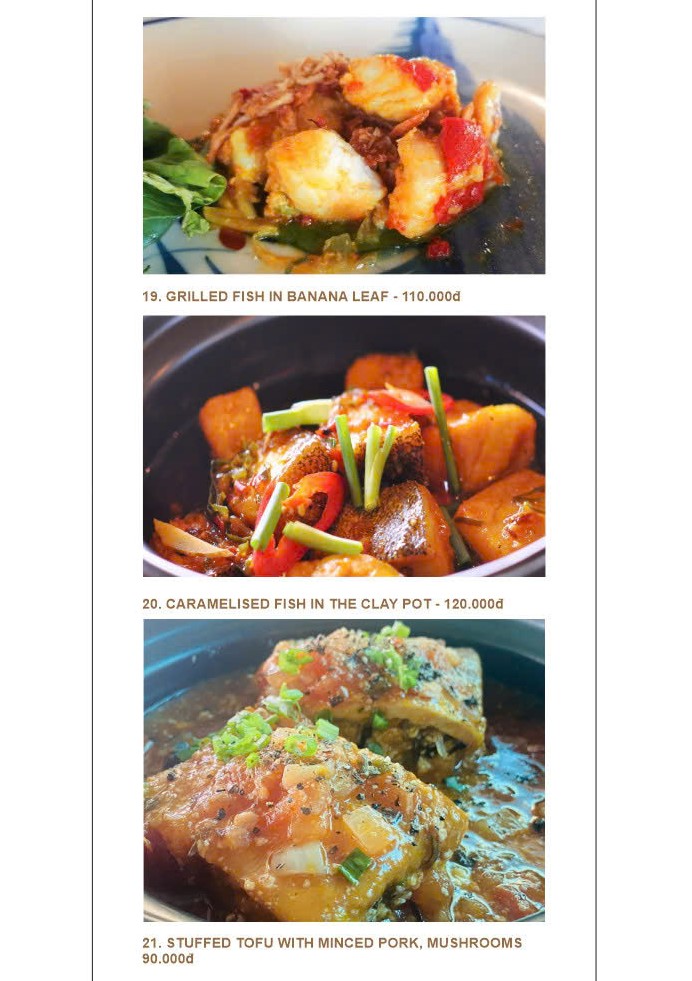 19. GRILLED FISH IN BANANA LEAF - 110.000đ
20. CARAMELISED FISH IN THE CLAY POT - 120.000đ
21. STUFFED TOFU WITH MINCED PORK, MUSHROOMS
90.000đ